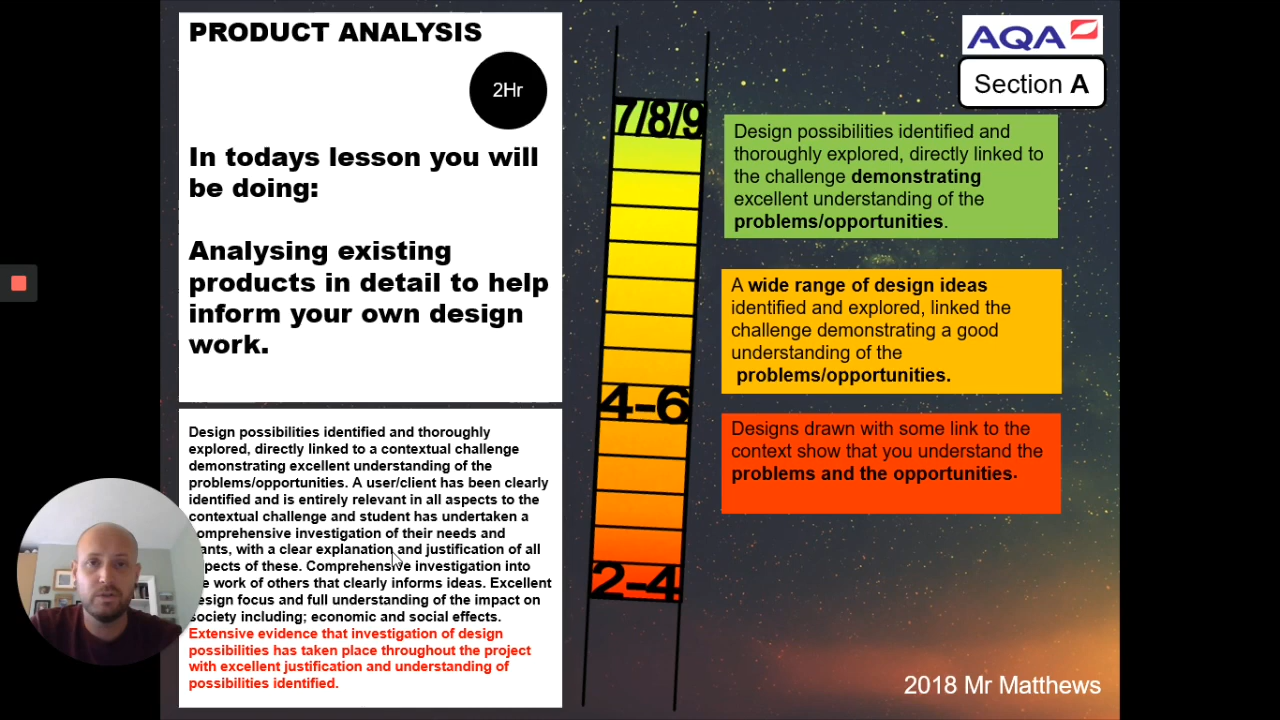 PRODUCT ANALYSIS
2Hr
In todays lesson you will
be doing:
Analysing existing
products in detail to help
inform your own design
work.
Design possibilities identified and thoroughly
explored, directly linked to a contextual challenge
demonstrating excellent understanding of the
problems/opportunities. A user/client has been clearly
identified and is entirely relevant in all aspects to the
contextual challenge and student has undertaken a
comprehensive investigation of their needs and
with a clear explanation and justification of all
of these. Comprehensive investigation into
work of others that clearly informs ideas. Excellent
design focus and full understanding of the impact on
society including; economic and social effects.
Extensive evidence that investigation of design
possibilities has taken place throughout the project
with excellent justification and understanding of
possibilities identified.
7/8/9
4-6
2-4
AQA
Section A
Design possibilities identified and
thoroughly explored, directly linked to
the challenge demonstrating
excellent understanding of the
problems/opportunities.
A wide range of design ideas
identified and explored, linked the
challenge demonstrating a good
understanding of the
problems/opportunities.
Designs drawn with some link to the
context show that you understand the
problems and the opportunities.
2018 Mr Matthews